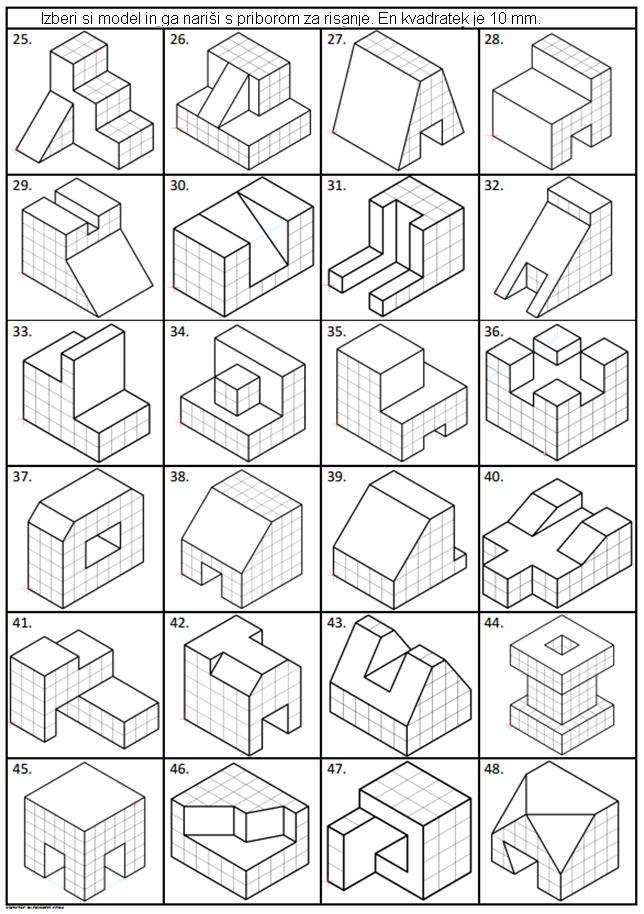 Izberi si model in ga nariši s priborom za risanje. En kvadratek je 10 mm.
25. 26. 27. 28.
29. 30. 31. 32.
33. 34. 35. 36.
37. 38. 39. 40.
41. 42. 43. 44.
45. 46. 47. 48.